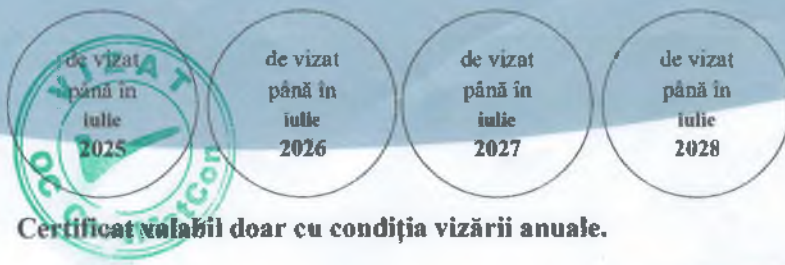 de vizat
până în
iulie
2025
de vizat
până în
iulie
2026
de vizat
până în
iulie
2027
de vizat
până în
iulie
2028
VIZAT
Certificat valabil doar cu condiția vizării anuale.